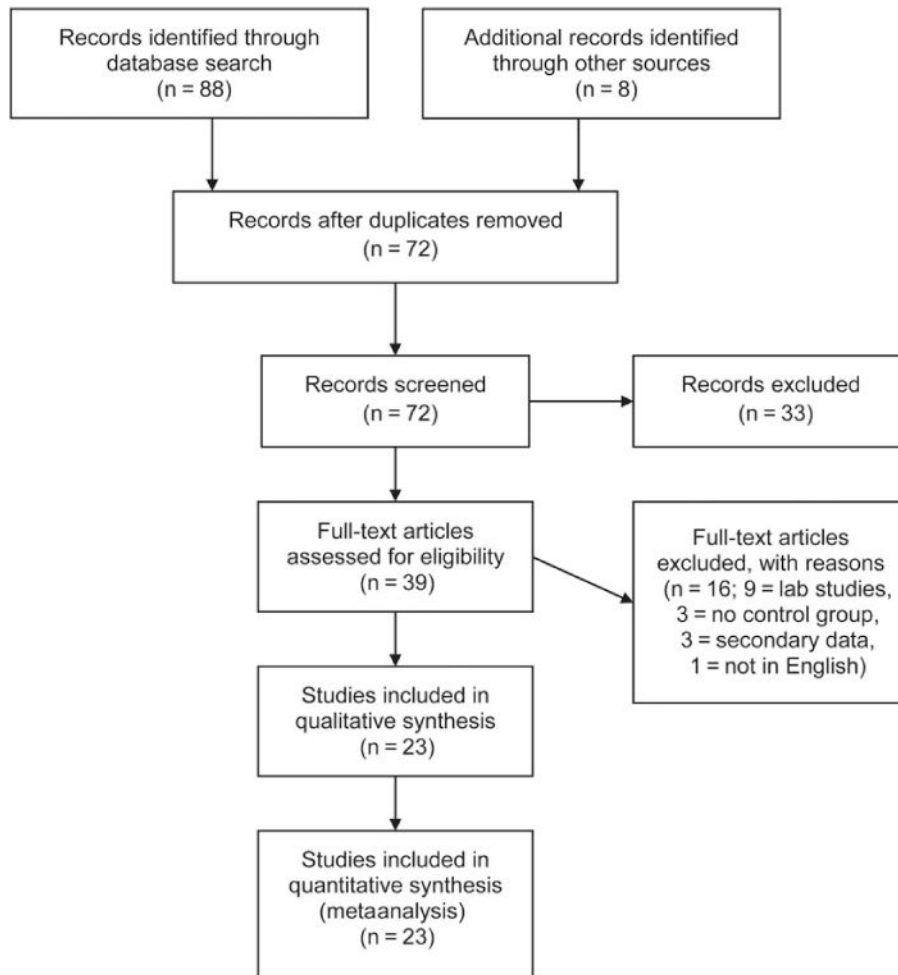 Records identified through
database search
(n = 88)
Additional records identified
through other sources
(n = 8)
Records after duplicates removed
(n = 72)
Records screened
(n = 72)
Records excluded
(n = 33)
Full-text articles
assessed for eligibility
(n = 39)
Full-text articles
excluded, with reasons
(n = 16; 9 = lab studies,
3 = no control group,
3 = secondary data,
1 = not in English)
Studies included in
qualitative synthesis
(n = 23)
Studies included in
quantitative synthesis
(metaanalysis)
(n = 23)